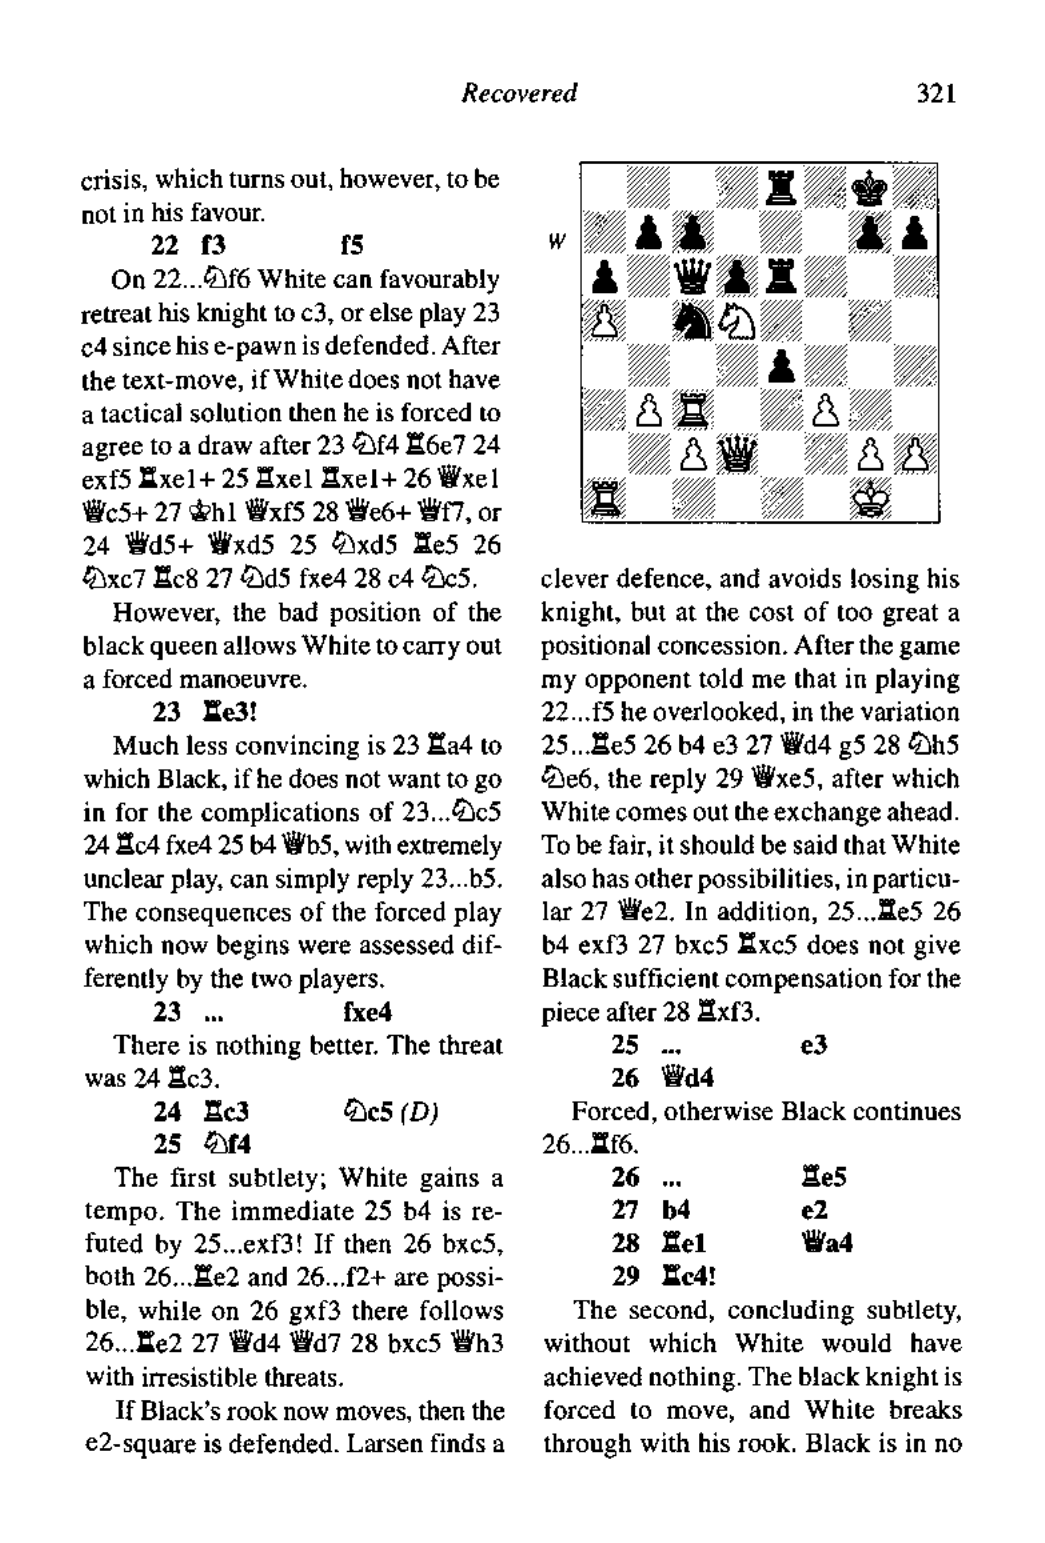 Recovered 321
crisis, which turns out, however, to be
not in his favour.
22 f3 f5
On 22...♘f6 White can favourably
retreat his knight to c3, or else play 23
c4 since his e-pawn is defended. After
the text-move, if White does not have
a tactical solution then he is forced to
agree to a draw after 23 ♘f4 ♖6e7 24
exf5 ♖xe1+ 25 ♖xe1 ♖xe1+ 26 ♕xe1
♕c5+ 27 ♔h1 ♕xf5 28 ♕e6+ ♕f7, or
24 ♕d5+ ♕xd5 25 ♘xd5 ♖e5 26
♘xc7 ♖c8 27 ♘d5 fxe4 28 c4 ♘c5.
However, the bad position of the
black queen allows White to carry out
a forced manoeuvre.
23 ♖e3!
Much less convincing is 23 ♖a4 to
which Black, if he does not want to go
in for the complications of 23...♘c5
24 ♖c4 fxe4 25 b4 ♕b5, with extremely
unclear play, can simply reply 23...b5.
The consequences of the forced play
which now begins were assessed dif-
ferently by the two players.
23 ... fxe4
There is nothing better. The threat
was 24 ♖c3.
24 ♖c3 ♘c5 (D)
25 ♘f4
The first subtlety; White gains a
tempo. The immediate 25 b4 is re-
futed by 25...exf3! If then 26 bxc5,
both 26...♖e2 and 26...f2+ are possi-
ble, while on 26 gxf3 there follows
26...♖e2 27 ♕d4 ♕d7 28 bxc5 ♕h3
with irresistible threats.
If Black's rook now moves, then the
e2-square is defended. Larsen finds a
W
clever defence, and avoids losing his
knight, but at the cost of too great a
positional concession. After the game
my opponent told me that in playing
22...f5 he overlooked, in the variation
25...♖e5 26 b4 e3 27 ♕d4 g5 28 ♘h5
♘e6, the reply 29 ♕xe5, after which
White comes out the exchange ahead.
To be fair, it should be said that White
also has other possibilities, in particu-
lar 27 ♕e2. In addition, 25...♖e5 26
b4 exf3 27 bxc5 ♖xc5 does not give
Black sufficient compensation for the
piece after 28 ♖xf3.
25 ... e3
26 ♕d4
Forced, otherwise Black continues
26...♖f6.
26 ... ♖e5
27 b4 e2
28 ♖e1 ♕a4
29 ♖c4!
The second, concluding subtlety,
without which White would have
achieved nothing. The black knight is
forced to move, and White breaks
through with his rook. Black is in no